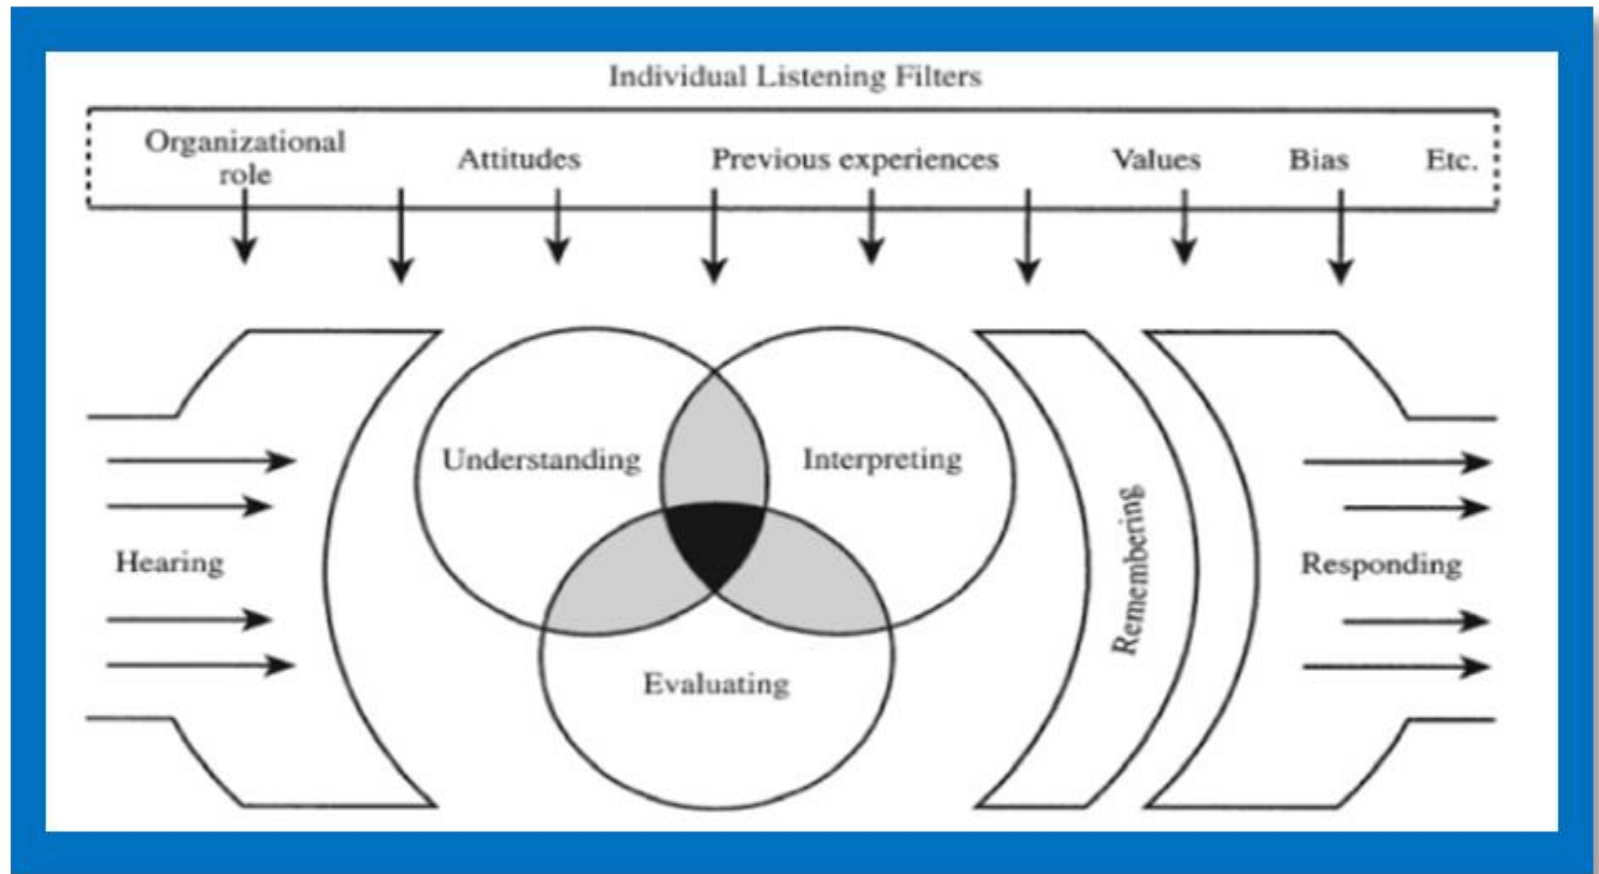 Individual Listening Filters
Organizational
role
Attitudes
Previous experiences
Values
Bias
Etc.
Understanding
Interpreting
Hearing
Remembering
Responding
Evaluating